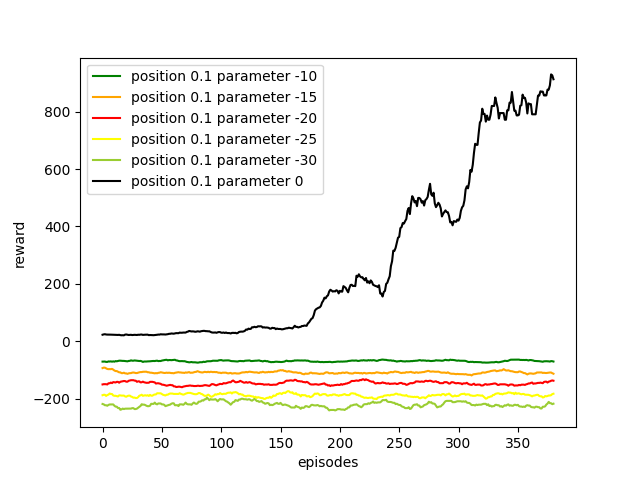 position 0.1 parameter -10
position 0.1 parameter -15
position 0.1 parameter -20
position 0.1 parameter -25
position 0.1 parameter -30
position 0.1 parameter 0
reward
800
600
400
200
0
−200
0 50 100 150 200 250 300 350
episodes